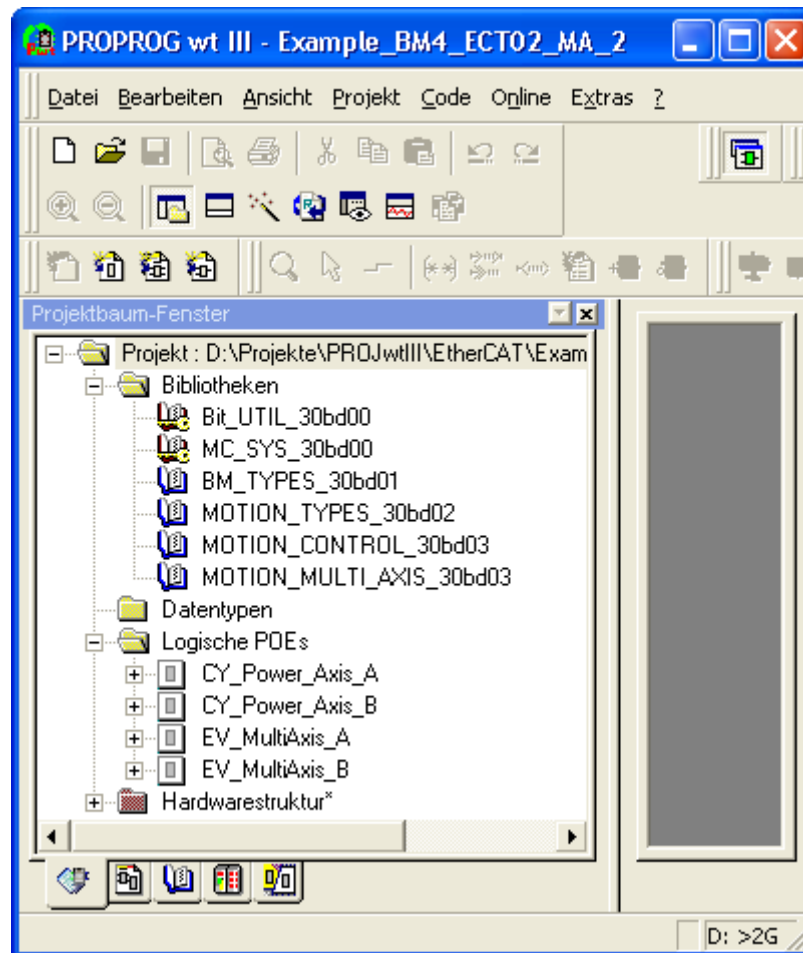 PROPROG wt III - Example_BM4_ECT02_MA_2
Datei Bearbeiten Ansicht Projekt Code Online Extras ?
Projektbaum-Fenster
Projekt : D:\Projekte\PROJwtIII\EtherCAT\Exam
Bibliotheken
Bit_UTIL_30bd00
MC_SYS_30bd00
BM_TYPES_30bd01
MOTION_TYPES_30bd02
MOTION_CONTROL_30bd03
MOTION_MULTI_AXIS_30bd03
Datentypen
Logische POEs
CY_Power_Axis_A
CY_Power_Axis_B
EV_MultiAxis_A
EV_MultiAxis_B
Hardwarestruktur*
D: >2G